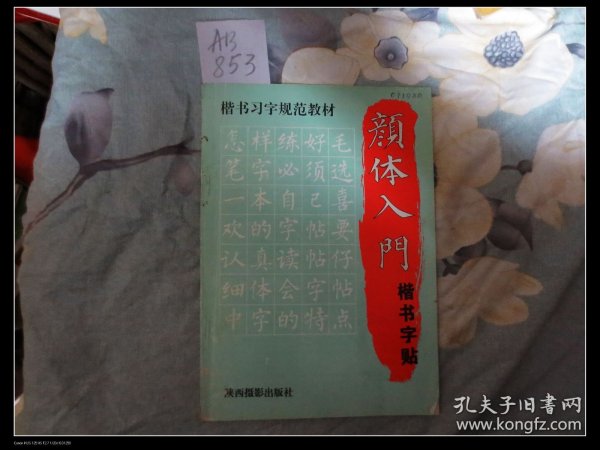 AB
853
楷书习字规范教材
顔体入門
楷书字贴
怎样练好毛
笔字必须选
一本自己喜
欢的字帖要
认真读帖仔
细体会字帖
中字的特点
陕西摄影出版社
孔夫子旧书网
www.kongfz.com